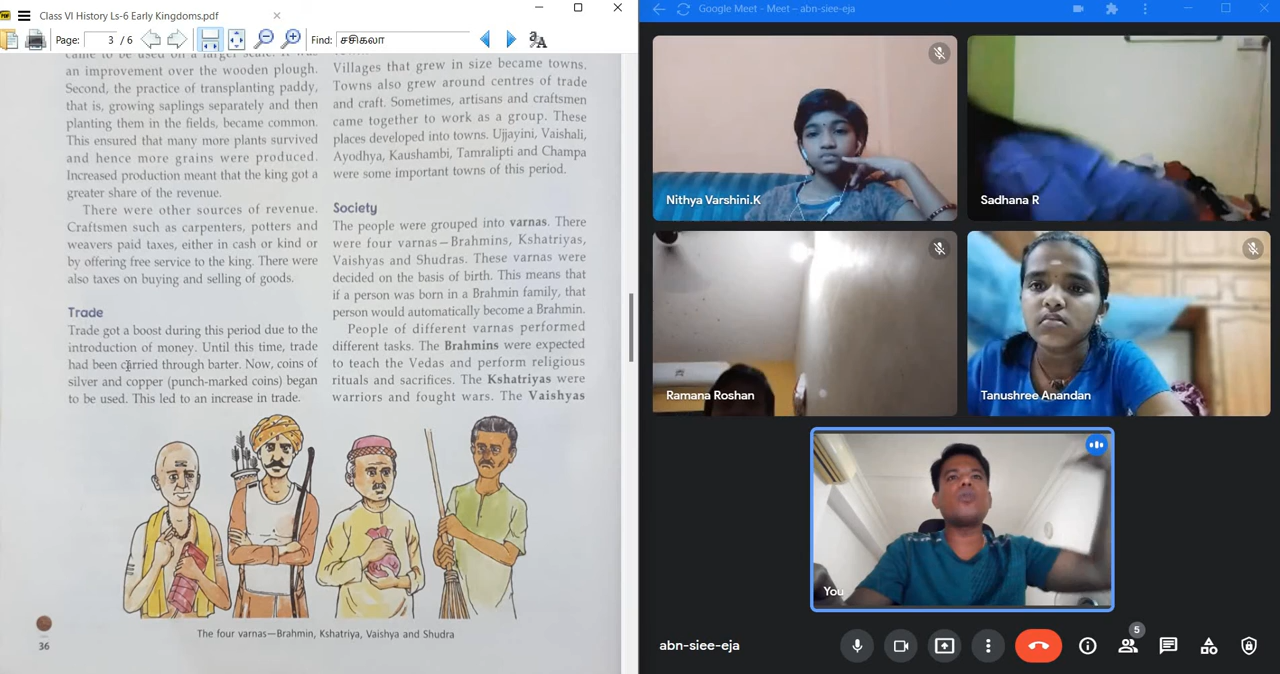 Class VI History Ls-6 Early Kingdoms.pdf
Page: 3 / 6
Find: சசிகலா
came to be used on a larger scale. It was
an improvement over the wooden plough.
Second, the practice of transplanting paddy,
that is, growing saplings separately and then
planting them in the fields, became common.
This ensured that many more plants survived
and hence more grains were produced.
Increased production meant that the king got a
greater share of the revenue.
There were other sources of revenue.
Craftsmen such as carpenters, potters and
weavers paid taxes, either in cash or kind or
by offering free service to the king. There were
also taxes on buying and selling of goods.
Trade
Trade got a boost during this period due to the
introduction of money. Until this time, trade
had been carried through barter. Now, coins of
silver and copper (punch-marked coins) began
to be used. This led to an increase in trade.
Villages that grew in size became towns.
Towns also grew around centres of trade
and craft. Sometimes, artisans and craftsmen
came together to work as a group. These
places developed into towns. Ujjayini, Vaishali,
Ayodhya, Kaushambi, Tamralipti and Champa
were some important towns of this period.
Society
The people were grouped into varnas. There
were four varnas—Brahmins, Kshatriyas,
Vaishyas and Shudras. These varnas were
decided on the basis of birth. This means that
if a person was born in a Brahmin family, that
person would automatically become a Brahmin.
People of different varnas performed
different tasks. The Brahmins were expected
to teach the Vedas and perform religious
rituals and sacrifices. The Kshatriyas were
warriors and fought wars. The Vaishyas
The four varnas—Brahmin, Kshatriya, Vaishya and Shudra
36
Google Meet - Meet – abn-siee-eja
Nithya Varshini.K
Sadhana R
Ramana Roshan
Tanushree Anandan
You
abn-siee-eja
5